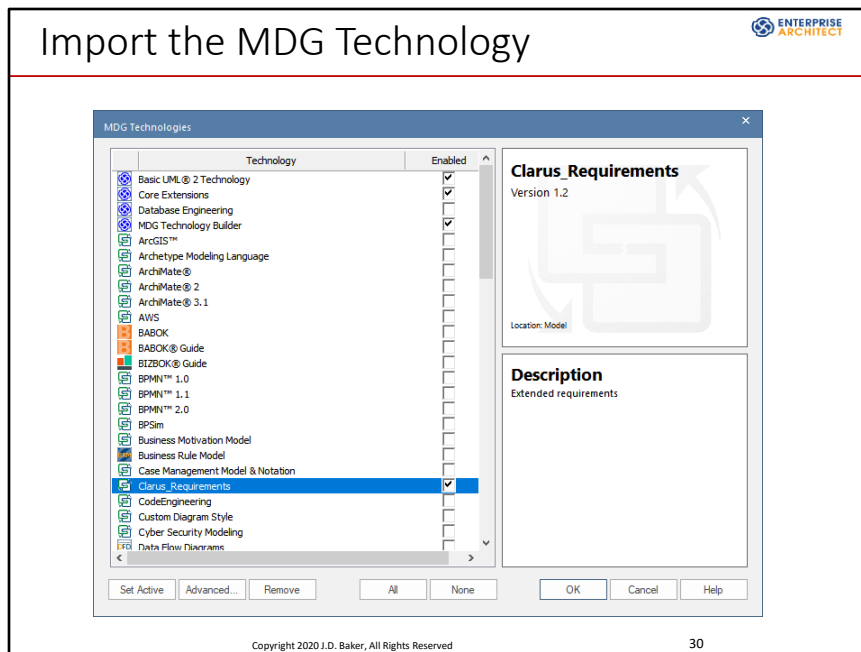 Import the MDG Technology
ENTERPRISE
ARCHITECT
MDG Technologies
Technology Enabled
Basic UML® 2 Technology
Core Extensions
Database Engineering
MDG Technology Builder
ArcGIS™
Archetype Modeling Language
ArchiMate®
ArchiMate® 2
ArchiMate® 3.1
AWS
BABOK
BABOK® Guide
BIZBOK® Guide
BPMN™ 1.0
BPMN™ 1.1
BPMN™ 2.0
BPSim
Business Motivation Model
Business Rule Model
Case Management Model & Notation
Clarus_Requirements
CodeEngineering
Custom Diagram Style
Cyber Security Modeling
Data Flow Diagrams
Clarus_Requirements
Version 1.2
Location: Model
Description
Extended requirements
Set Active Advanced... Remove All None OK Cancel Help
Copyright 2020 J.D. Baker, All Rights Reserved 30